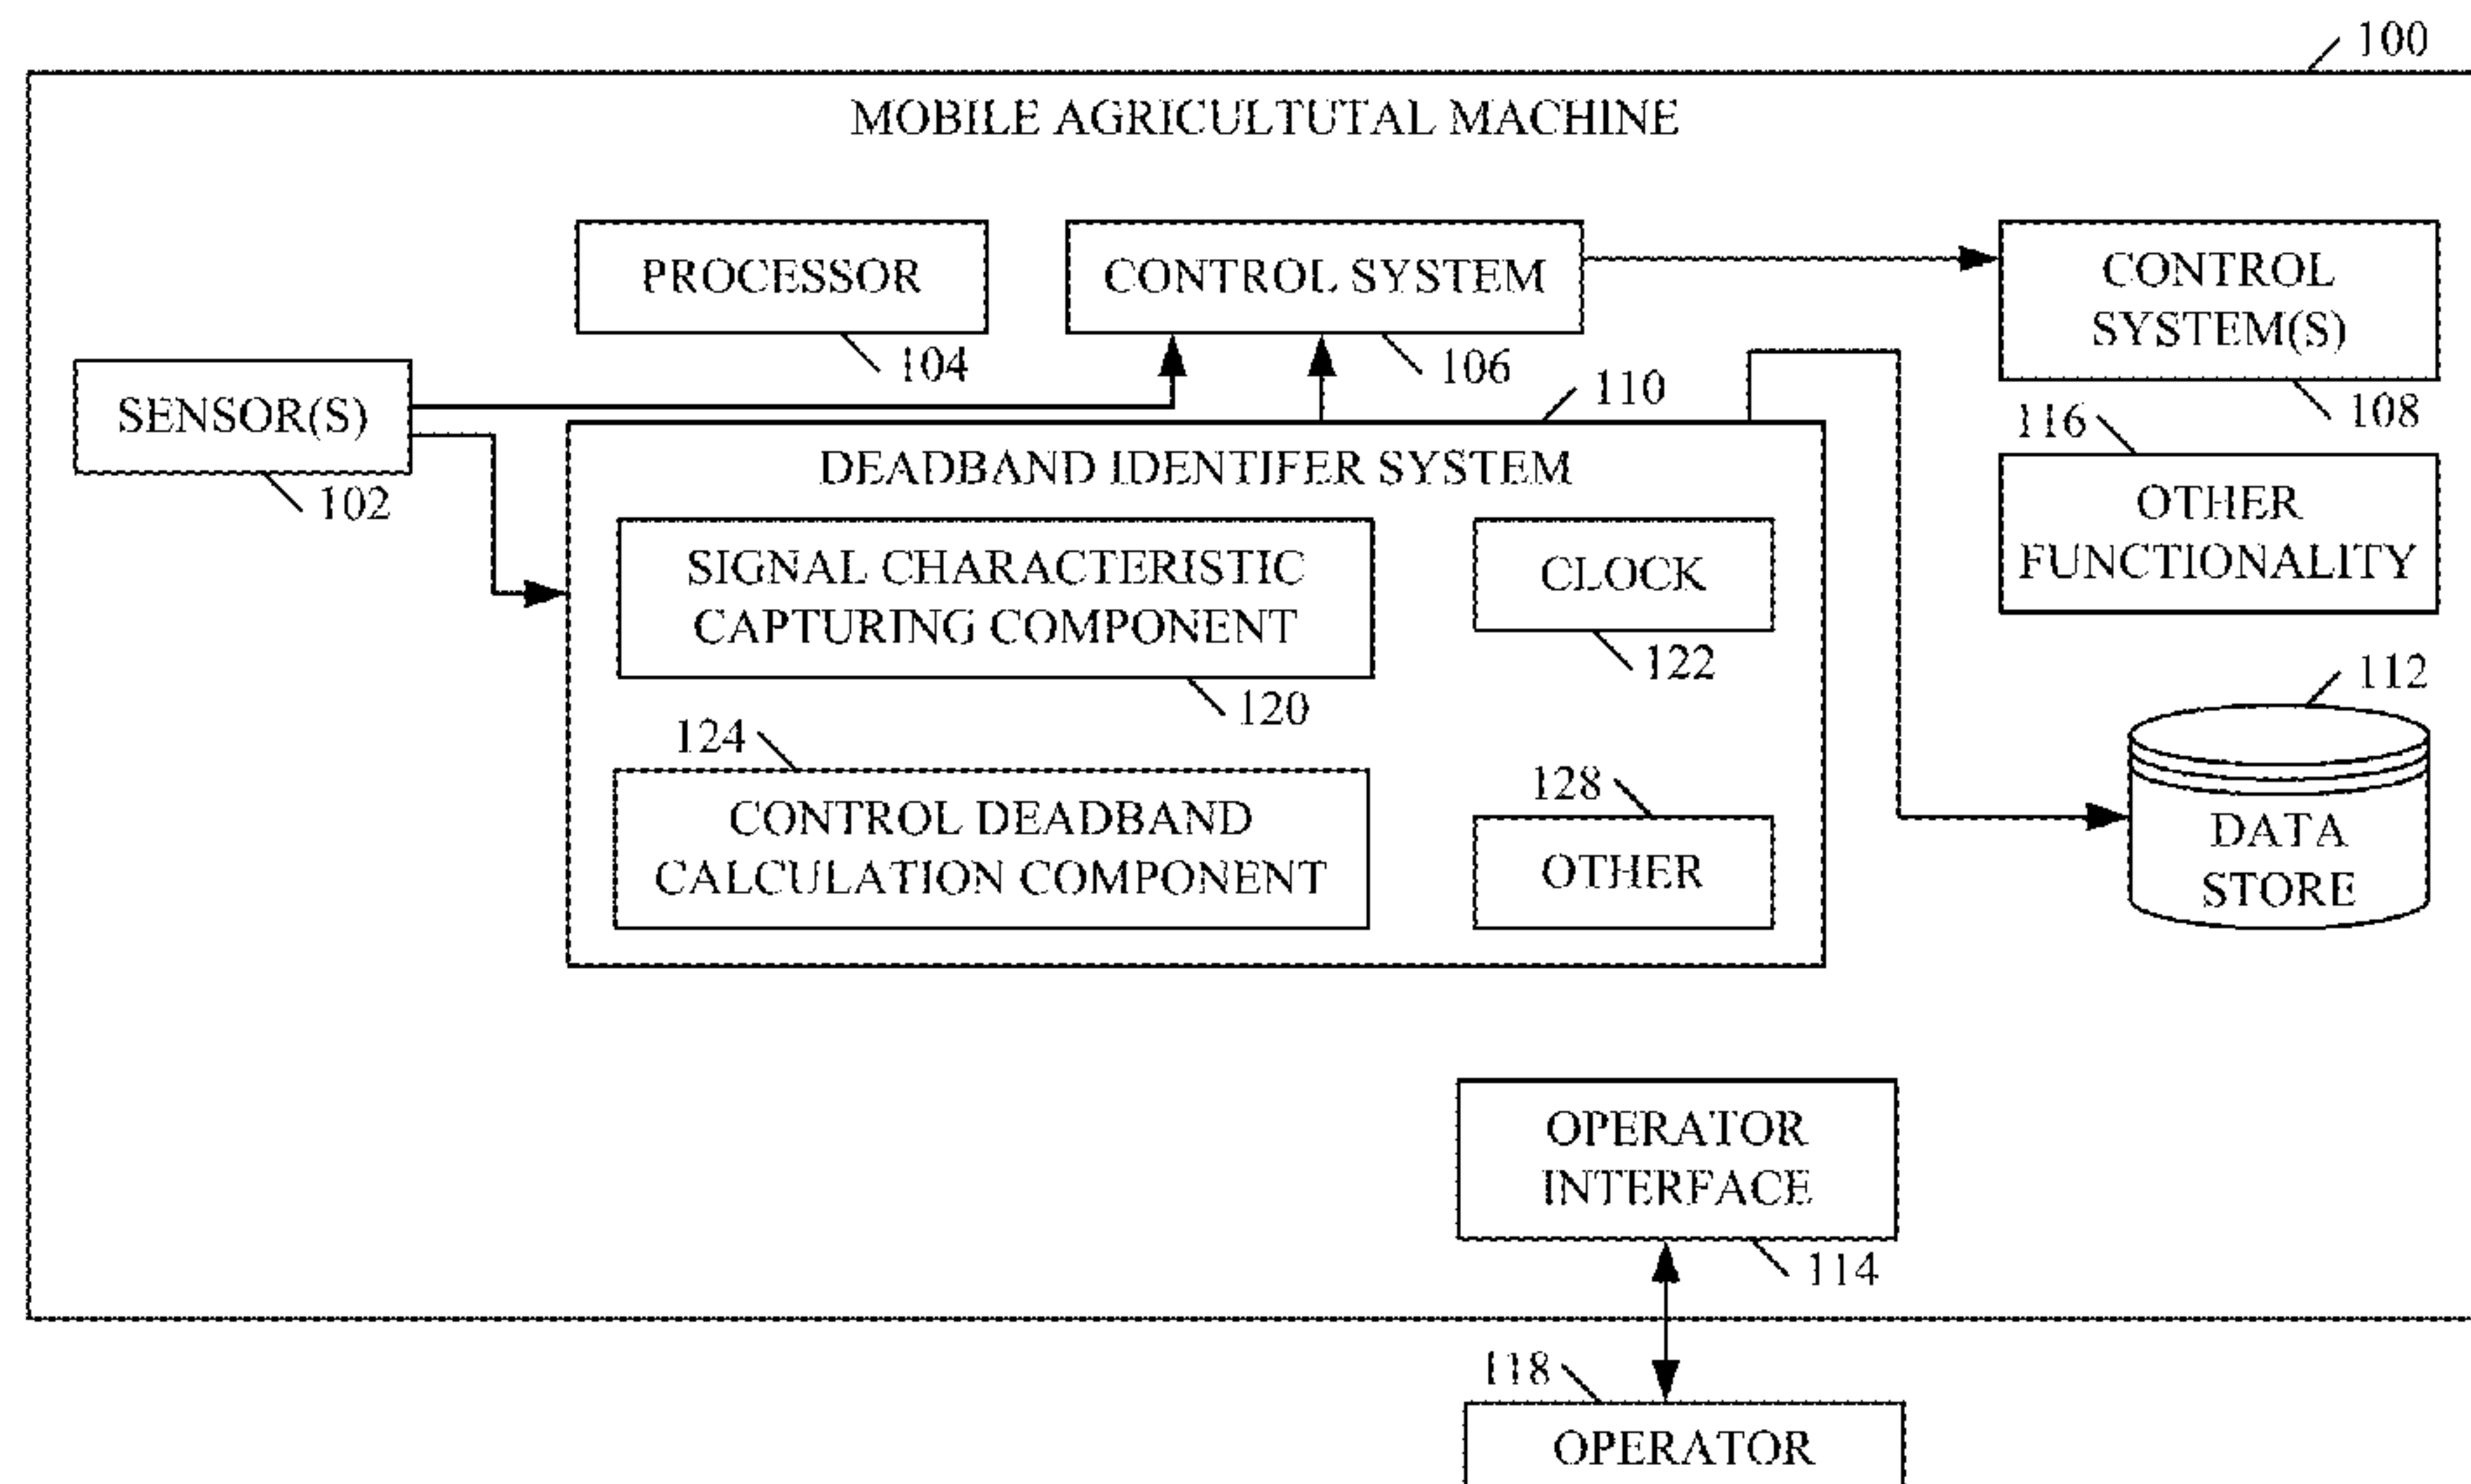 100
MOBILE AGRICULTUTAL MACHINE
PROCESSOR
104
CONTROL SYSTEM
106
CONTROL
SYSTEM(S)
108
SENSOR(S)
102
110
DEADBAND IDENTIFER SYSTEM
116
OTHER
FUNCTIONALITY
SIGNAL CHARACTERISTIC
CAPTURING COMPONENT
120
CLOCK
122
112
DATA
STORE
124
CONTROL DEADBAND
CALCULATION COMPONENT
128
OTHER
OPERATOR
INTERFACE
114
118
OPERATOR